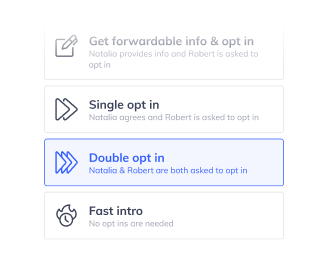 Get forwardable info & opt in
Natalia provides info and Robert is asked to
opt in
Single opt in
Natalia agrees and Robert is asked to opt in
Double opt in
Natalia & Robert are both asked to opt in
Fast intro
No opt ins are needed